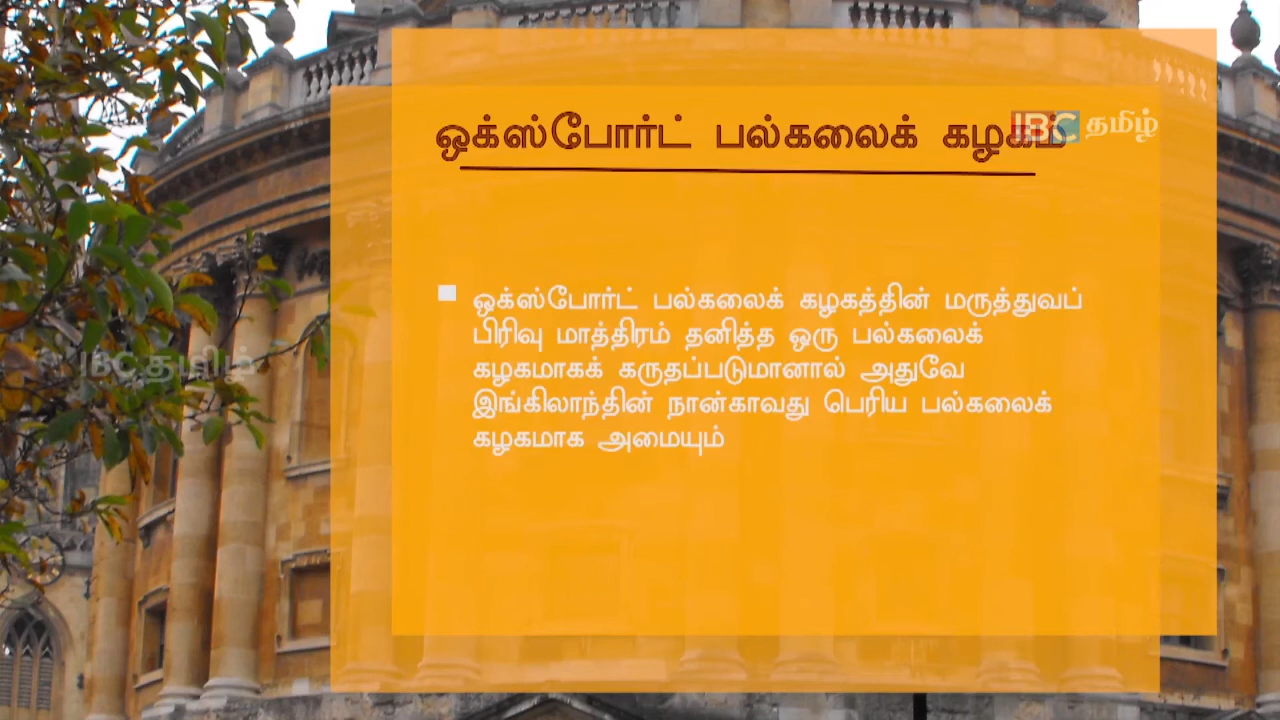 ஒக்ஸ்போர்ட் பல்கலைக் கழகம்
IBC தமிழ்
ஒக்ஸ்போர்ட் பல்கலைக் கழகத்தின் மருத்துவப்
பிரிவு மாத்திரம் தனித்த ஒரு பல்கலைக்
கழகமாகக் கருதப்படுமானால் அதுவே
இங்கிலாந்தின் நான்காவது பெரிய பல்கலைக்
கழகமாக அமையும்
IBC தமிழ்